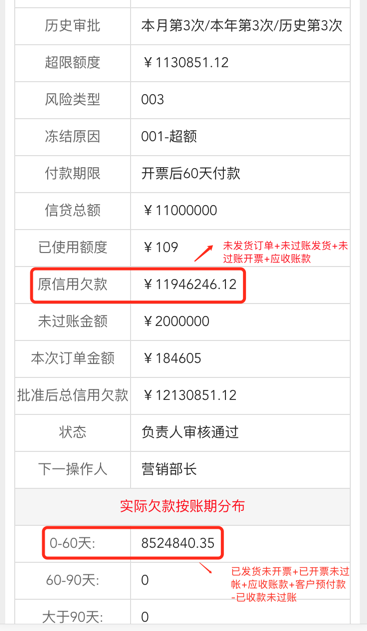 历史审批 本月第3次/本年第3次/历史第3次
超限额度 ￥1130851.12
风险类型 003
冻结原因 001-超额
付款期限 开票后60天付款
信贷总额 ￥11000000
已使用额度 ￥109
未发货订单+未过账发货+未
过账开票+应收账款
原信用欠款 ￥11946246.12
未过账金额 ￥2000000
本次订单金额 ￥184605
批准后总信用欠款 ￥12130851.12
状态 负责人审核通过
下一操作人 营销部长
实际欠款按账期分布
0-60天: 8524840.35
已发货未开票+已开票未过
帐+应收账款+客户预付款
-已收款未过账
60-90天: 0
大于90天: 0